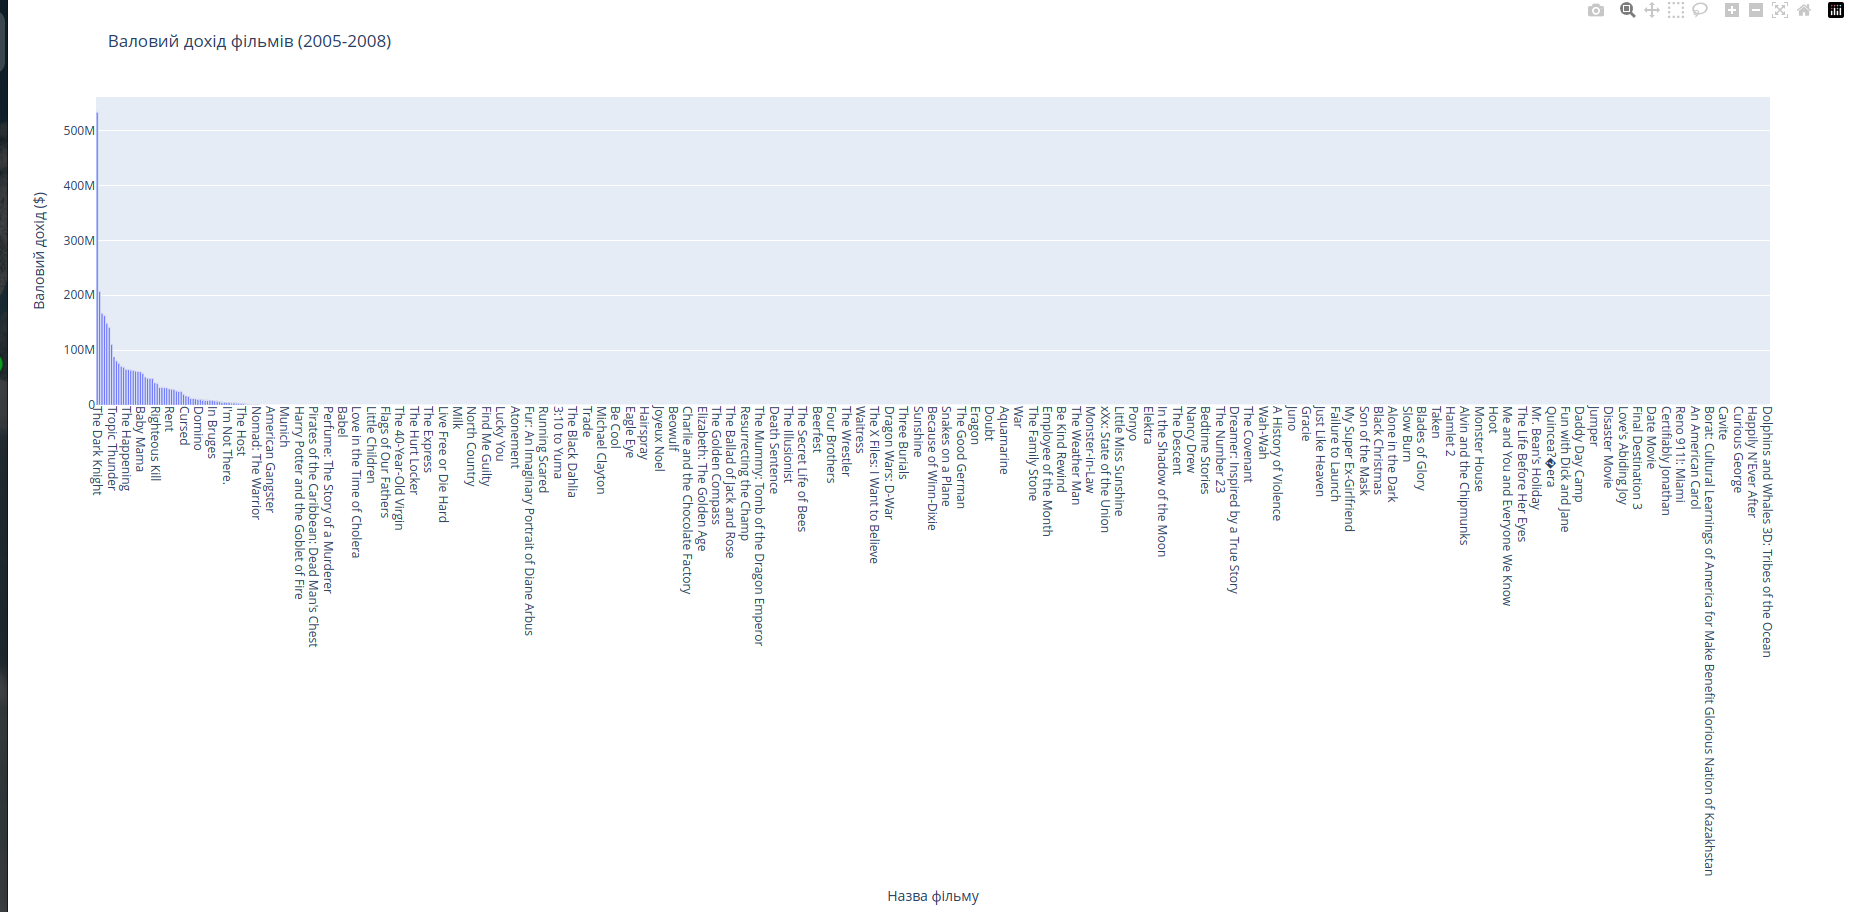 Валовий дохід фільмів (2005-2008)
Валовий дохід ($)
500M
400M
300M
200M
100M
0
The Dark Knight
Tropic Thunder
The Happening
Baby Mama
Righteous Kill
Rent
Cursed
Domino
In Bruges
I'm Not There.
The Host
Nomad: The Warrior
American Gangster
Munich
Harry Potter and the Goblet of Fire
Pirates of the Caribbean: Dead Man's Chest
Perfume: The Story of a Murderer
Babel
Love in the Time of Cholera
Little Children
Flags of Our Fathers
The 40-Year-Old Virgin
The Hurt Locker
The Express
Live Free or Die Hard
Milk
North Country
Find Me Guilty
Lucky You
Atonement
Fur: An Imaginary Portrait of Diane Arbus
Running Scared
3:10 to Yuma
The Black Dahlia
Trade
Michael Clayton
Be Cool
Eagle Eye
Hairspray
Joyeux Noel
Beowulf
Charlie and the Chocolate Factory
Elizabeth: The Golden Age
The Golden Compass
The Ballad of Jack and Rose
Resurrecting the Champ
The Mummy: Tomb of the Dragon Emperor
Death Sentence
The Illusionist
The Secret Life of Bees
Beerfest
Four Brothers
The Wrestler
Waitress
The X Files: I Want to Believe
Dragon Wars: D-War
Three Burials
Sunshine
Because of Winn-Dixie
Snakes on a Plane
The Good German
Eragon
Doubt
Aquamarine
War
The Family Stone
Employee of the Month
Be Kind Rewind
The Weather Man
Monster-in-Law
xXx: State of the Union
Little Miss Sunshine
Ponyo
Elektra
In the Shadow of the Moon
The Descent
Nancy Drew
Bedtime Stories
The Number 23
Dreamer: Inspired by a True Story
The Covenant
Wah-Wah
A History of Violence
Juno
Gracie
Just Like Heaven
Failure to Launch
My Super Ex-Girlfriend
Son of the Mask
Black Christmas
Alone in the Dark
Slow Burn
Blades of Glory
Taken
Hamlet 2
Alvin and the Chipmunks
Monster House
Hoot
Me and You and Everyone We Know
The Life Before Her Eyes
Mr. Bean's Holiday
Quincea?�era
Fun with Dick and Jane
Daddy Day Camp
Jumper
Disaster Movie
Love's Abiding Joy
Final Destination 3
Date Movie
Certifiably Jonathan
Reno 911!: Miami
An American Carol
Borat: Cultural Learnings of America for Make Benefit Glorious Nation of Kazakhstan
Cavite
Curious George
Happily N'Ever After
Dolphins and Whales 3D: Tribes of the Ocean
Назва фільму